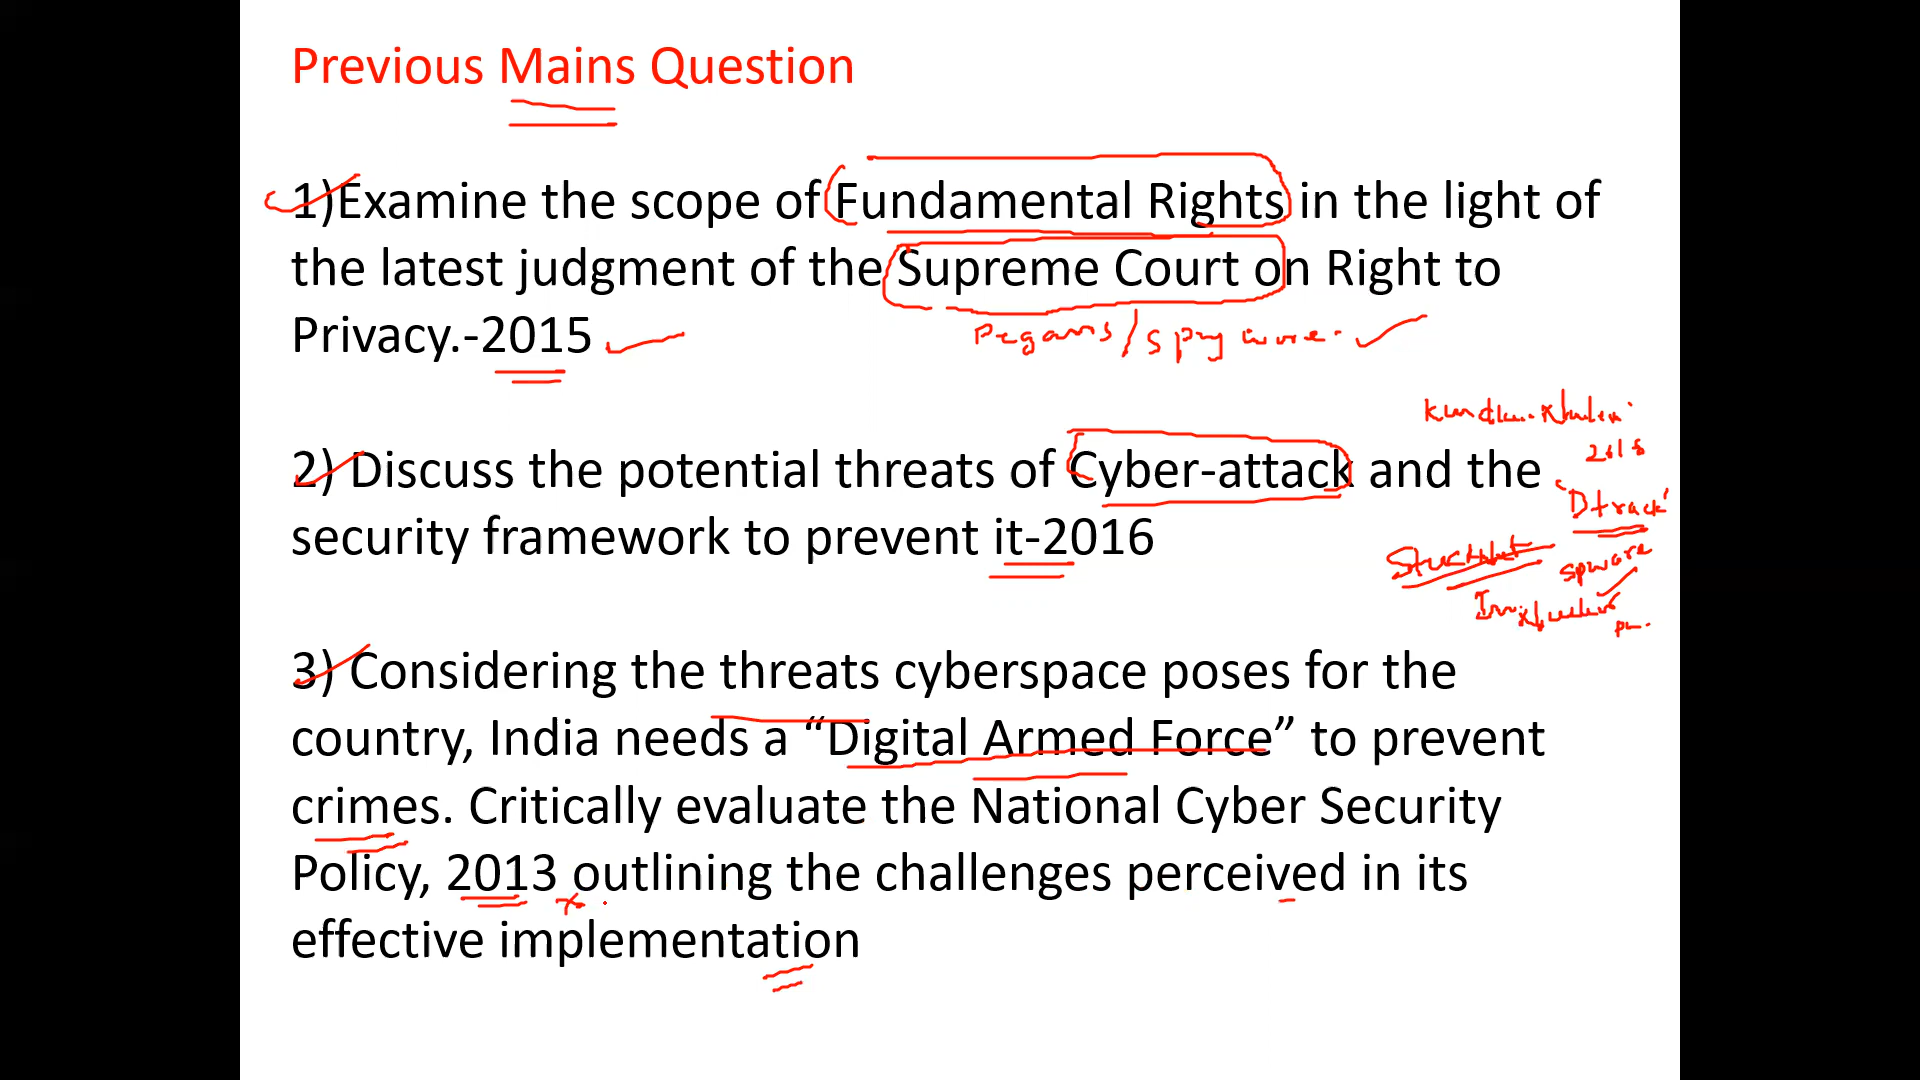 Previous Mains Question
1)Examine the scope of Fundamental Rights in the light of
the latest judgment of the Supreme Court on Right to
Privacy.-2015
Pegasus/spyware.
2) Discuss the potential threats of Cyber-attack and the
security framework to prevent it-2016
2018
'Dtrack'
spware
3) Considering the threats cyberspace poses for the
country, India needs a “Digital Armed Force” to prevent
crimes. Critically evaluate the National Cyber Security
Policy, 2013 outlining the challenges perceived in its
effective implementation